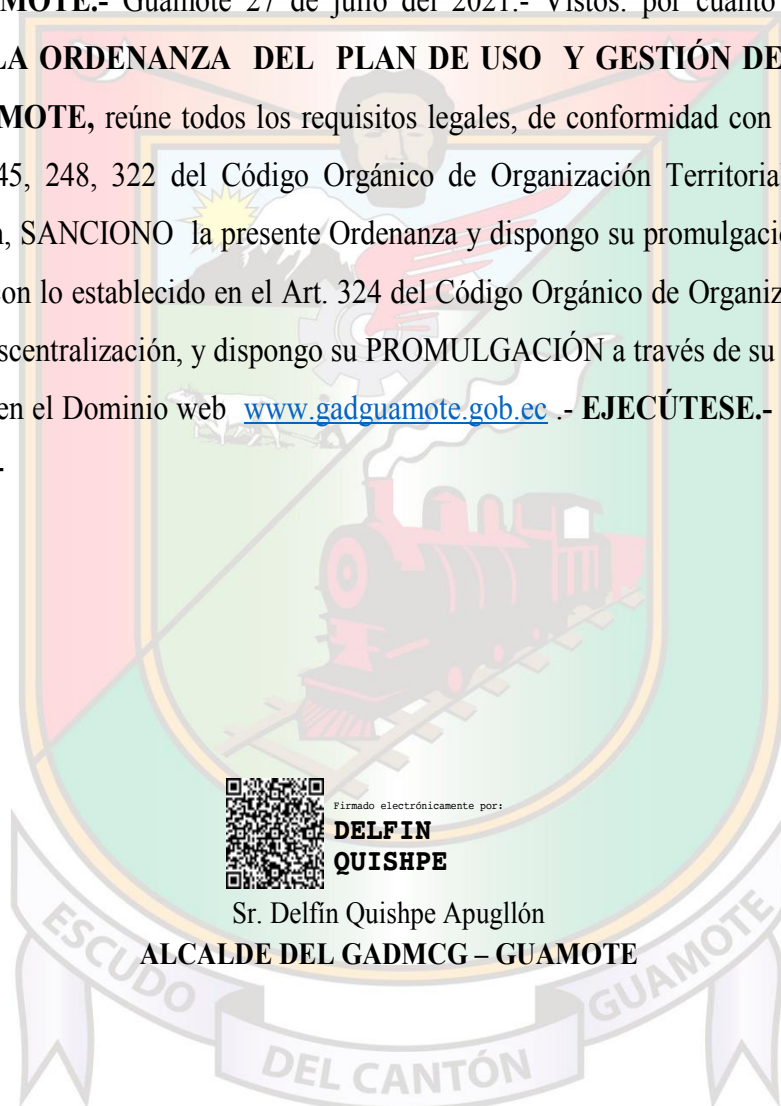 MOTE.- Guamote 27 de julio del 2021.- Vistos: por cuanto
LA ORDENANZA DEL PLAN DE USO Y GESTIÓN DE
MOTE, reúne todos los requisitos legales, de conformidad con
45, 248, 322 del Código Orgánico de Organización Territoria
, SANCIONO la presente Ordenanza y dispongo su promulgaci
on lo establecido en el Art. 324 del Código Orgánico de Organiz
scentralización, y dispongo su PROMULGACIÓN a través de su
en el Dominio web www.gadguamote.gob.ec .- EJECÚTESE.-
-
Firmado electrónicamente por:
DELFIN
QUISHPE
Sr. Delfín Quishpe Apugllón
ALCALDE DEL GADMCG – GUAMOTE
ESCUDO DEL CANTÓN GUAMOTE